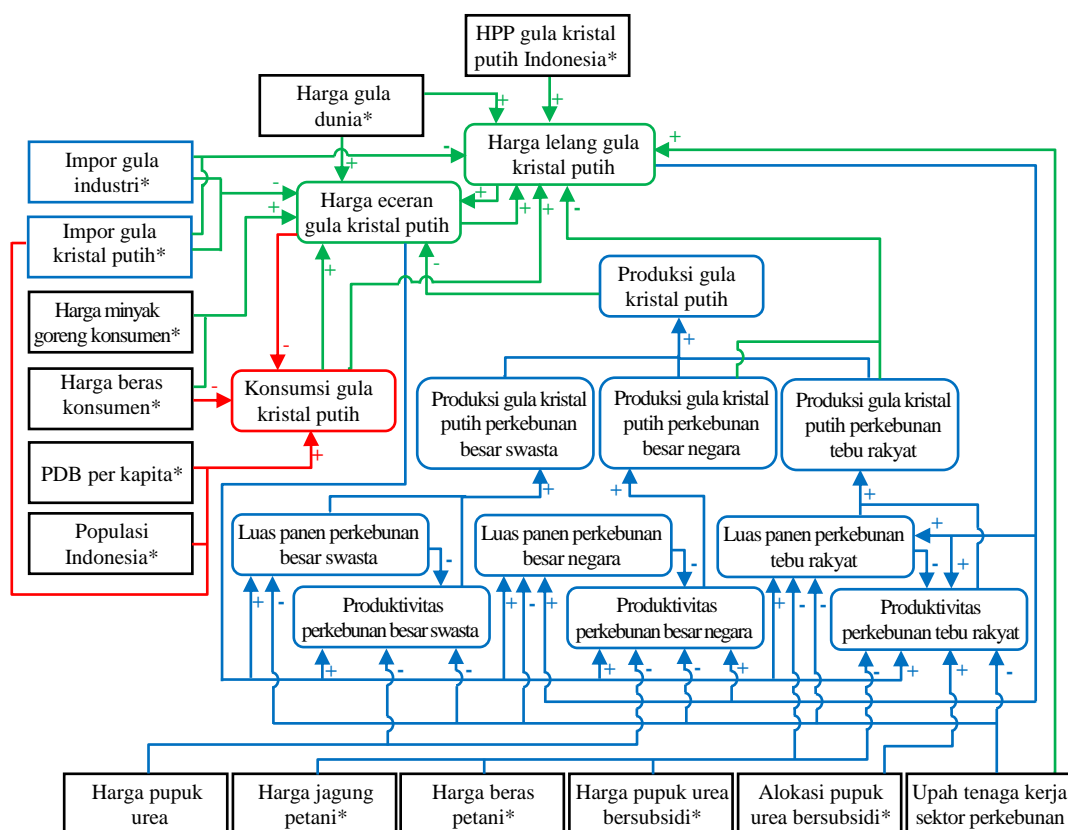 HPP gula kristal
putih Indonesia*
Harga gula
dunia*
Harga lelang gula
kristal putih
Impor gula
industri*
Harga eceran
gula kristal putih
Impor gula
kristal putih*
Produksi gula
kristal putih
Harga minyak
goreng konsumen*
Harga beras
konsumen*
Konsumsi gula
kristal putih
Produksi gula kristal
putih perkebunan
besar swasta
Produksi gula kristal
putih perkebunan
besar negara
Produksi gula kristal
putih perkebunan
tebu rakyat
PDB per kapita*
Populasi
Indonesia*
Luas panen perkebunan
besar swasta
Luas panen perkebunan
besar negara
Luas panen perkebunan
tebu rakyat
Produktivitas
perkebunan besar swasta
Produktivitas
perkebunan besar negara
Produktivitas
perkebunan tebu rakyat
Harga pupuk
urea
Harga jagung
petani*
Harga beras
petani*
Harga pupuk urea
bersubsidi*
Alokasi pupuk
urea bersubsidi*
Upah tenaga kerja
sektor perkebunan